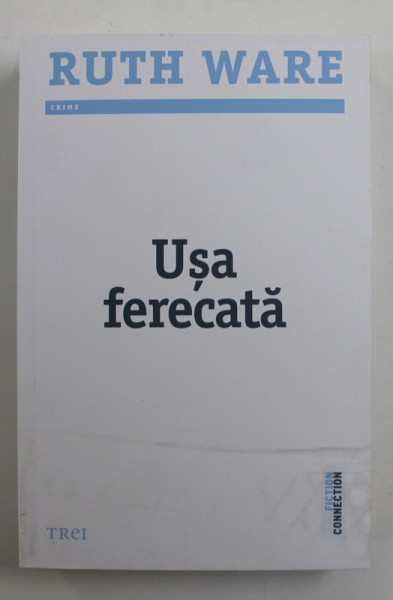 RUTH WARE
CRIME
Ușa
ferecată
FICTION
CONNECTION
TREI